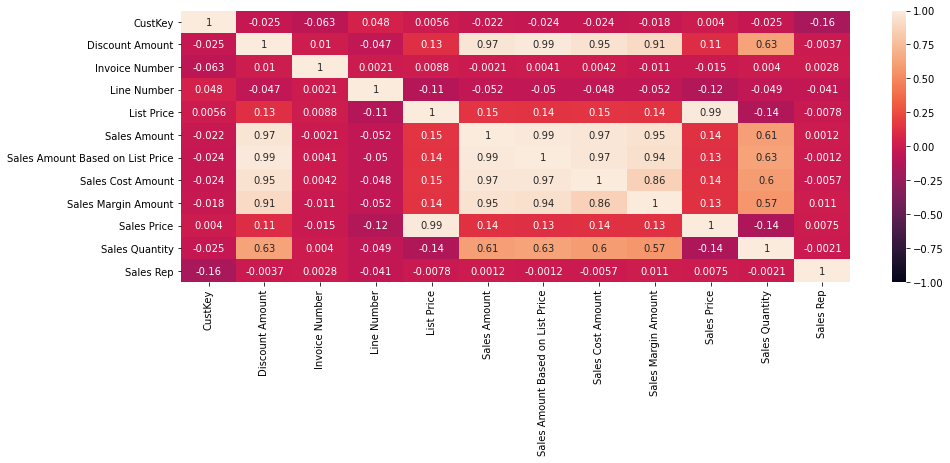 CustKey 1 -0.025 -0.063 0.048 0.0056 -0.022 -0.024 -0.024 -0.018 0.004 -0.025 -0.16
Discount Amount -0.025 1 0.01 -0.047 0.13 0.97 0.99 0.95 0.91 0.11 0.63 -0.0037
Invoice Number -0.063 0.01 1 0.0021 0.0088 -0.0021 0.0041 0.0042 -0.011 -0.015 0.004 0.0028
Line Number 0.048 -0.047 0.0021 1 -0.11 -0.052 -0.05 -0.048 -0.052 -0.12 -0.049 -0.041
List Price 0.0056 0.13 0.0088 -0.11 1 0.15 0.14 0.15 0.14 0.99 -0.14 -0.0078
Sales Amount -0.022 0.97 -0.0021 -0.052 0.15 1 0.99 0.97 0.95 0.14 0.61 0.0012
Sales Amount Based on List Price -0.024 0.99 0.0041 -0.05 0.14 0.99 1 0.97 0.94 0.13 0.63 -0.0012
Sales Cost Amount -0.024 0.95 0.0042 -0.048 0.15 0.97 0.97 1 0.86 0.14 0.6 -0.0057
Sales Margin Amount -0.018 0.91 -0.011 -0.052 0.14 0.95 0.94 0.86 1 0.13 0.57 0.011
Sales Price 0.004 0.11 -0.015 -0.12 0.99 0.14 0.13 0.14 0.13 1 -0.14 0.0075
Sales Quantity -0.025 0.63 0.004 -0.049 -0.14 0.61 0.63 0.6 0.57 -0.14 1 -0.0021
Sales Rep -0.16 -0.0037 0.0028 -0.041 -0.0078 0.0012 -0.0012 -0.0057 0.011 0.0075 -0.0021 1
CustKey
Discount Amount
Invoice Number
Line Number
List Price
Sales Amount
Sales Amount Based on List Price
Sales Cost Amount
Sales Margin Amount
Sales Price
Sales Quantity
Sales Rep
1.00
0.75
0.50
0.25
0.00
−0.25
−0.50
−0.75
−1.00